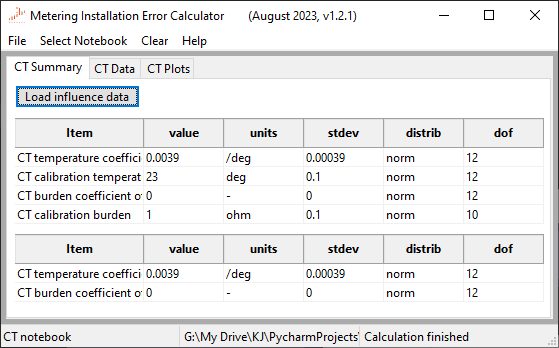 Metering Installation Error Calculator (August 2023, v1.2.1)
File Select Notebook Clear Help
CT Summary CT Data CT Plots
Load influence data
Item value units stdev distrib dof
CT temperature coeffici 0.0039 /deg 0.00039 norm 12
CT calibration temperat 23 deg 0.1 norm 12
CT burden coefficient o 0 - 0 norm 12
CT calibration burden 1 ohm 0.1 norm 10
Item value units stdev distrib dof
CT temperature coeffici 0.0039 /deg 0.00039 norm 12
CT burden coefficient o 0 - 0 norm 12
CT notebook G:\My Drive\KJ\PycharmProjects Calculation finished